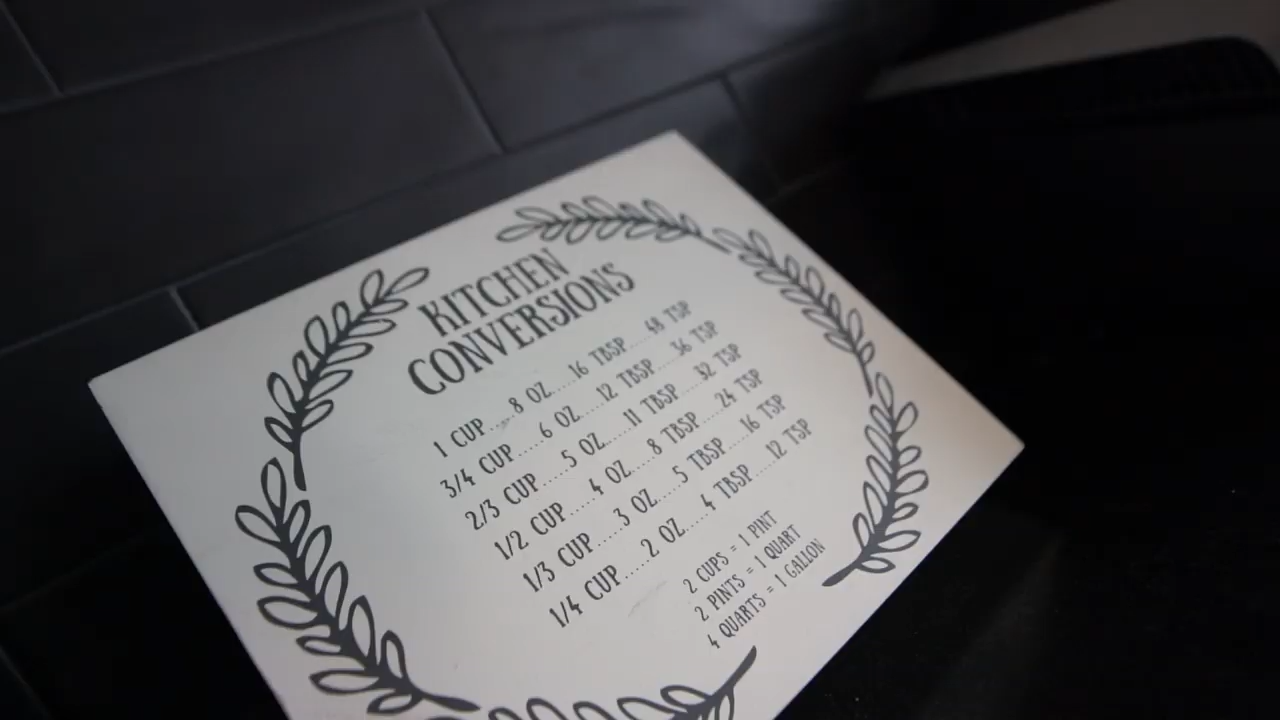 KITCHEN
CONVERSIONS
1 CUP.....8 OZ.....16 TBSP.....48 TSP
3/4 CUP.....6 OZ.....12 TBSP.....36 TSP
2/3 CUP.....5 OZ.....11 TBSP.....32 TSP
1/2 CUP.....4 OZ.....8 TBSP.....24 TSP
1/3 CUP.....3 OZ.....5 TBSP.....16 TSP
1/4 CUP.....2 OZ.....4 TBSP.....12 TSP
2 CUPS = 1 PINT
2 PINTS = 1 QUART
4 QUARTS = 1 GALLON